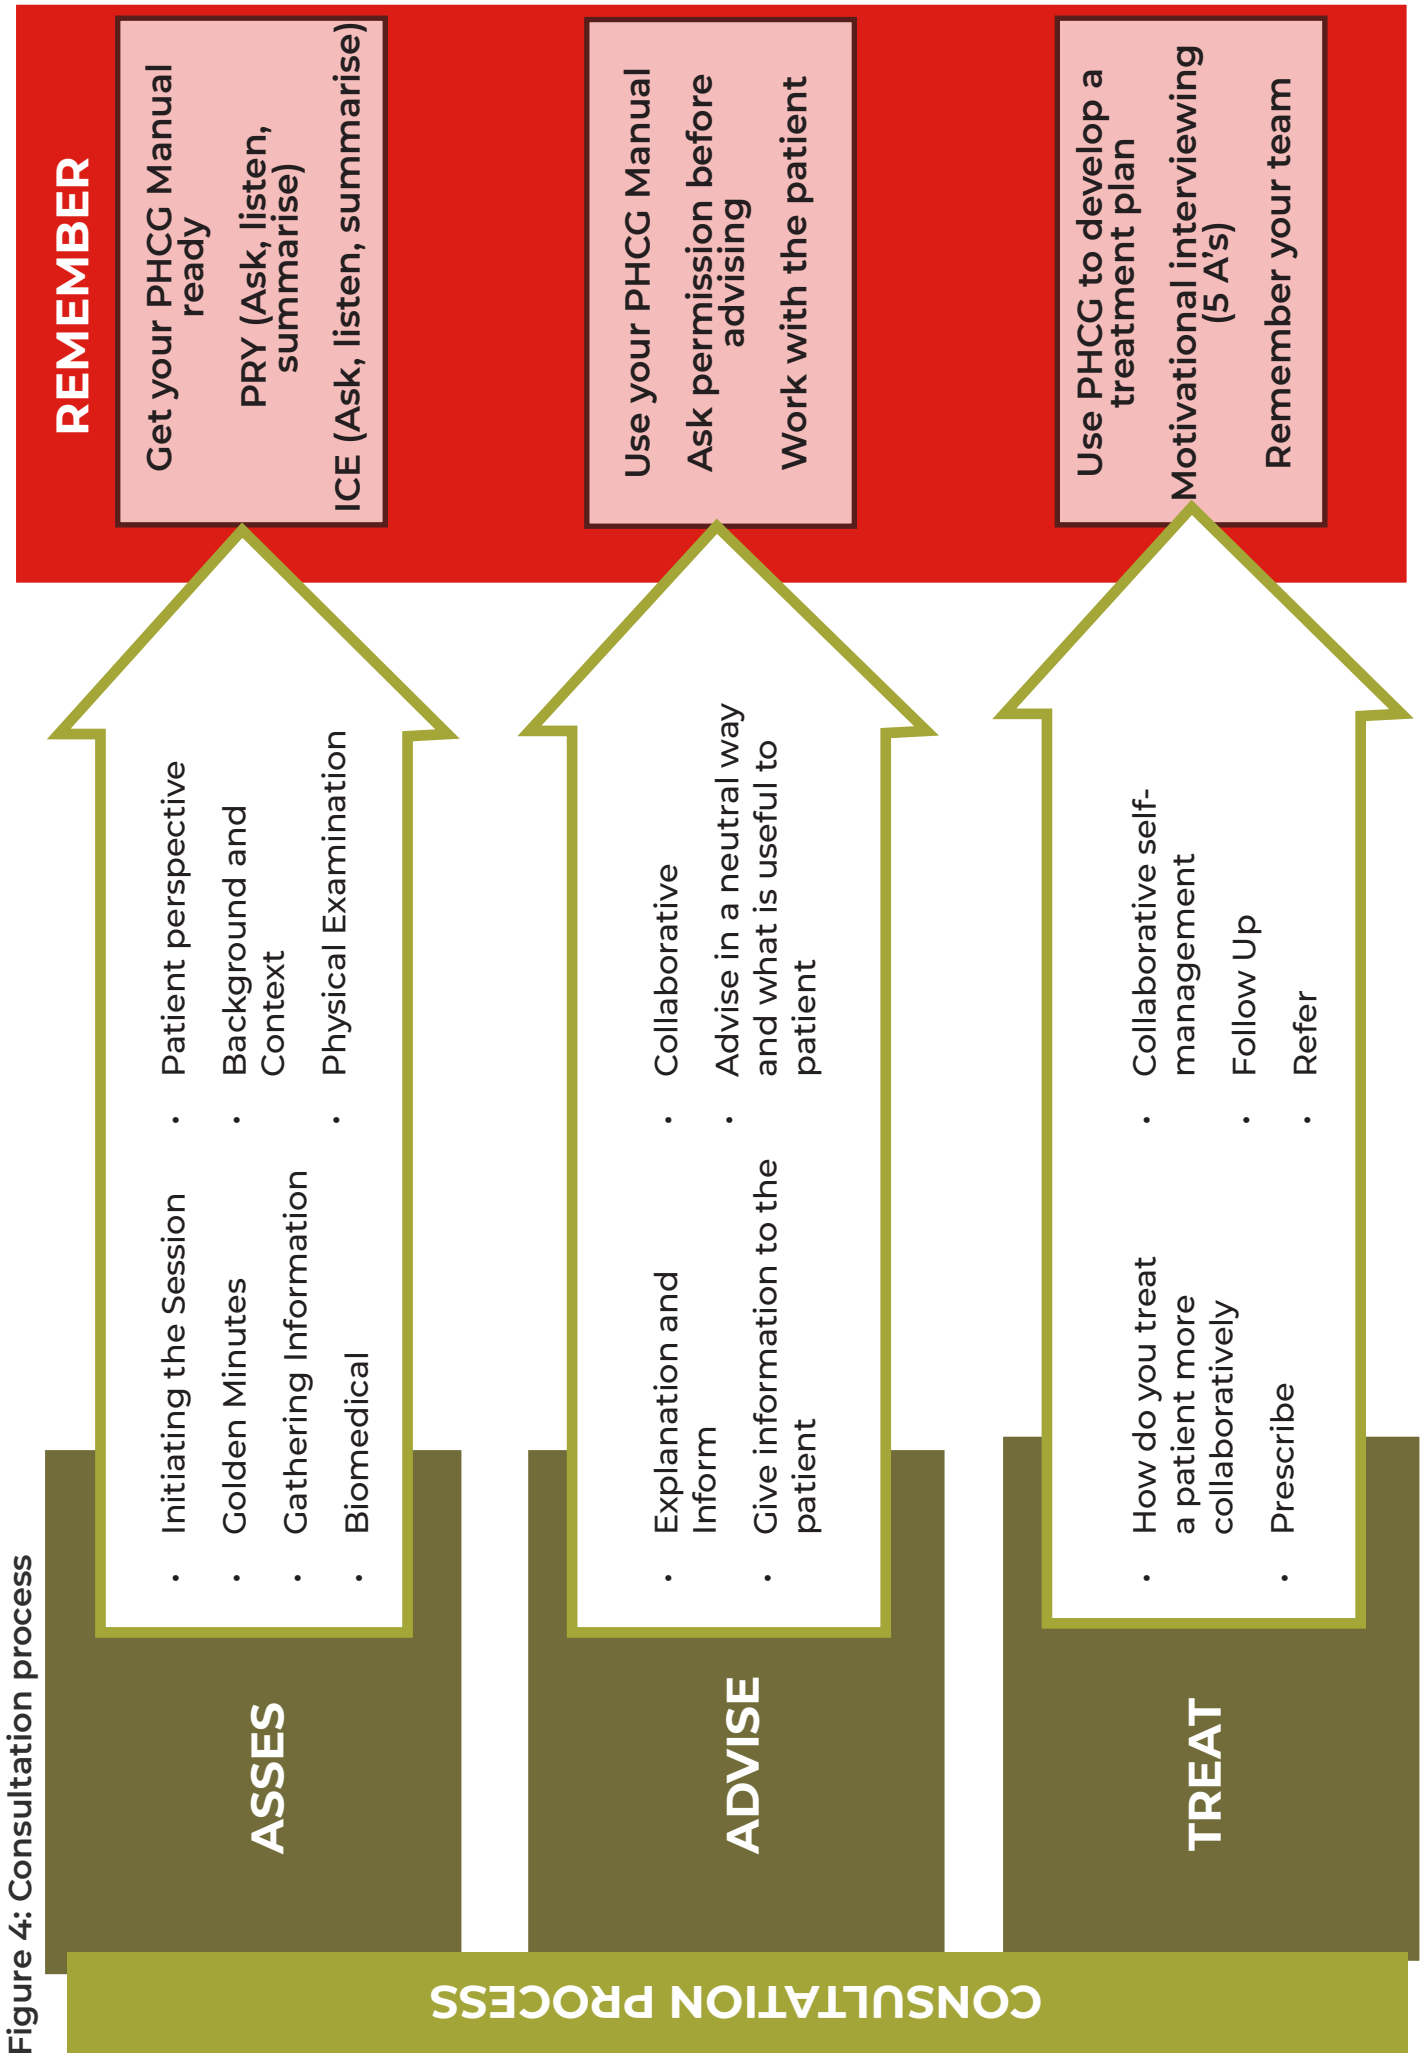 Figure 4: Consultation process
CONSULTATION PROCESS
REMEMBER
ASSES
• Initiating the Session
• Golden Minutes
• Gathering Information
• Biomedical
• Patient perspective
• Background and
Context
• Physical Examination
Get your PHCG Manual
ready
PRY (Ask, listen,
summarise)
ICE (Ask, listen, summarise)
ADVISE
• Explanation and
Inform
• Give information to the
patient
• Collaborative
• Advise in a neutral way
and what is useful to
patient
Use your PHCG Manual
Ask permission before
advising
Work with the patient
TREAT
• How do you treat
a patient more
collaboratively
• Prescribe
• Collaborative self-
management
• Follow Up
• Refer
Use PHCG to develop a
treatment plan
Motivational interviewing
(5 A's)
Remember your team